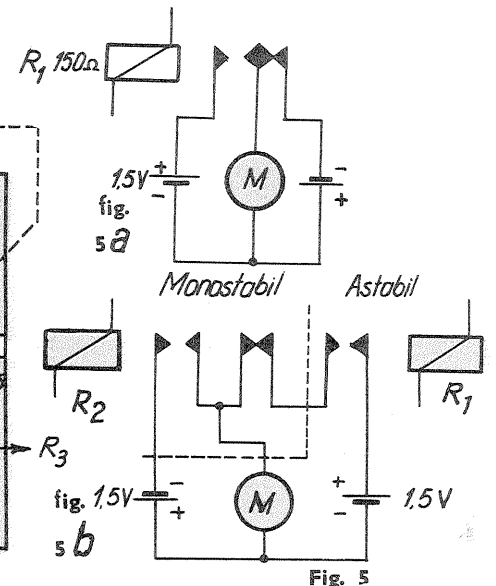 R1 150Ω
1,5V + -
M
- +
fig.
5a
Monostabil Astabil
R2
R1
R3
fig. 1,5V - +
5b
M
+ - 1,5V
Fig. 5